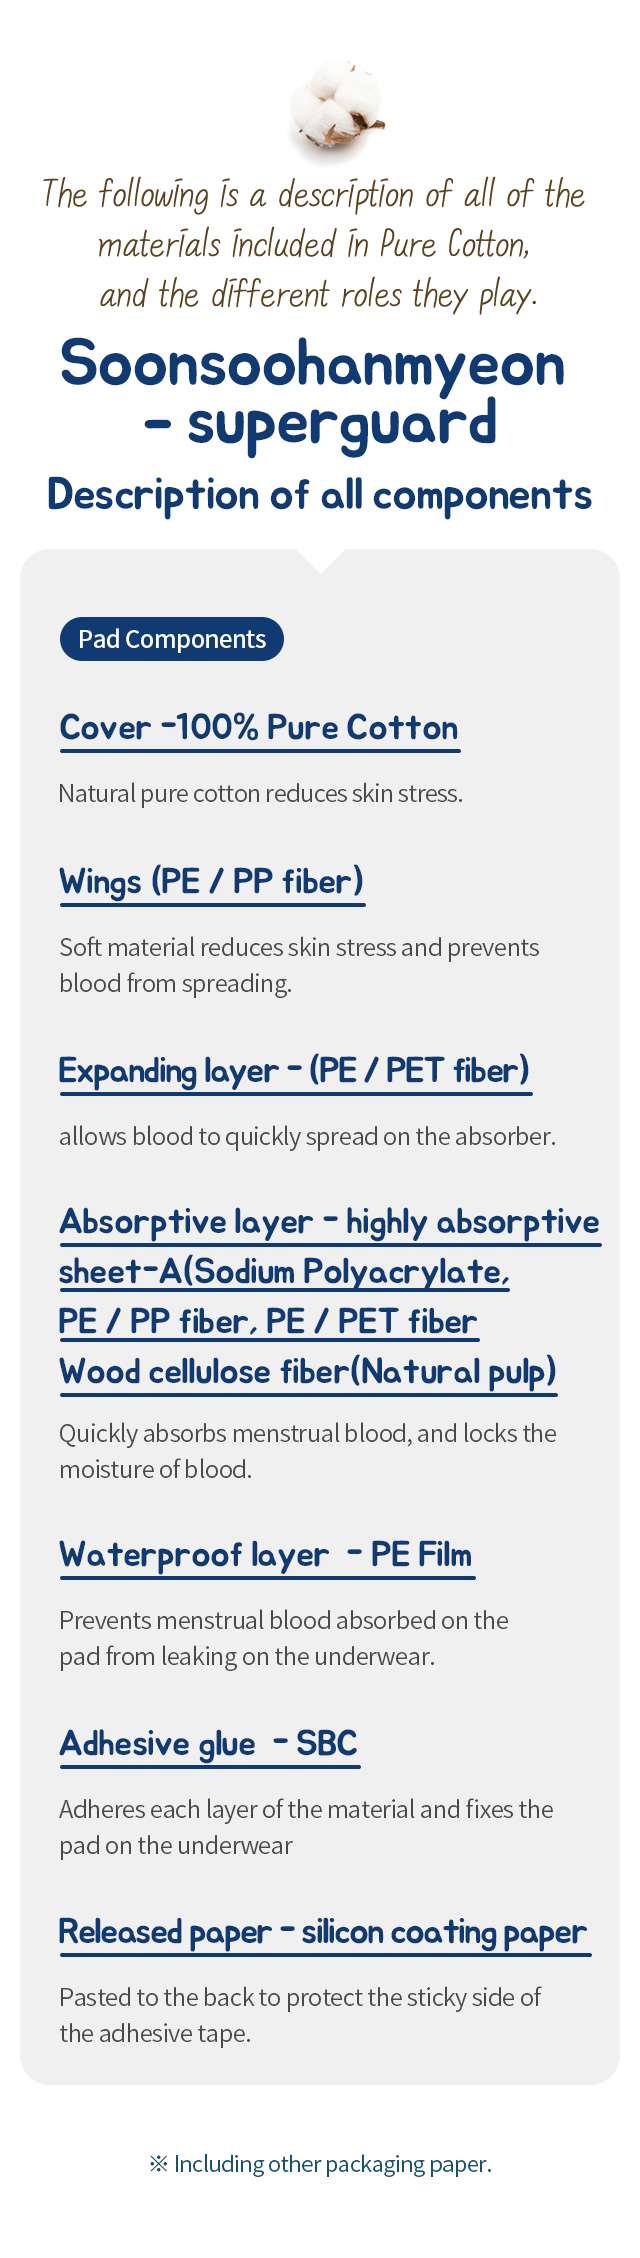 The following is a description of all of the
materials included in Pure Cotton,
and the different roles they play.
Soonsoohanmyeon
- superguard
Description of all components
Pad Components
Cover -100% Pure Cotton
Natural pure cotton reduces skin stress.
Wings (PE / PP fiber)
Soft material reduces skin stress and prevents
blood from spreading.
Expanding layer - (PE / PET fiber)
allows blood to quickly spread on the absorber.
Absorptive layer - highly absorptive
sheet-A(Sodium Polyacrylate,
PE / PP fiber, PE / PET fiber
Wood cellulose fiber(Natural pulp)
Quickly absorbs menstrual blood, and locks the
moisture of blood.
Waterproof layer - PE Film
Prevents menstrual blood absorbed on the
pad from leaking on the underwear.
Adhesive glue - SBC
Adheres each layer of the material and fixes the
pad on the underwear
Released paper - silicon coating paper
Pasted to the back to protect the sticky side of
the adhesive tape.
※ Including other packaging paper.